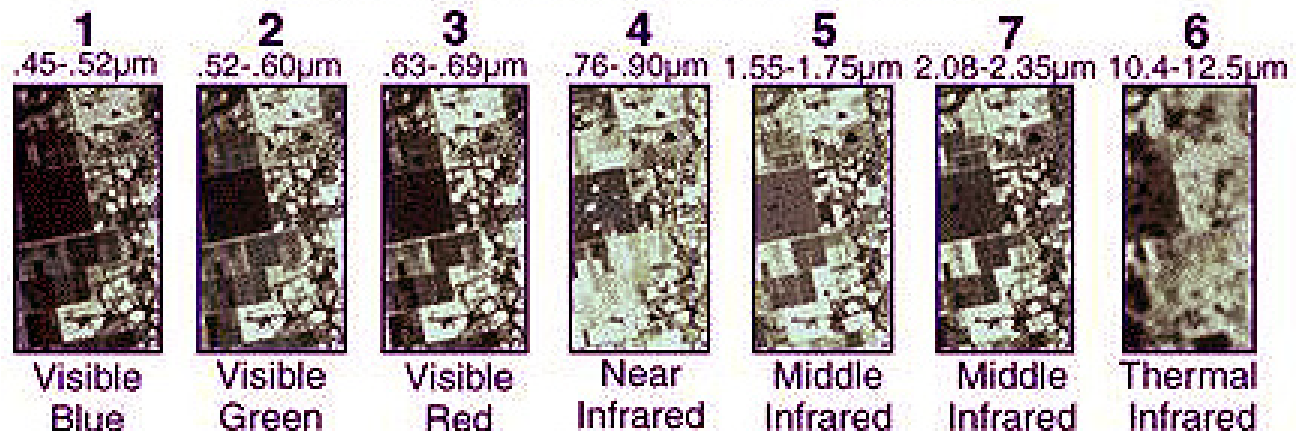 1 2 3 4 5 7 6
.45-.52µm .52-.60µm .63-.69µm .76-.90µm 1.55-1.75µm 2.08-2.35µm 10.4-12.5µm
Visible Visible Visible Near Middle Middle Thermal
Blue Green Red Infrared Infrared Infrared Infrared